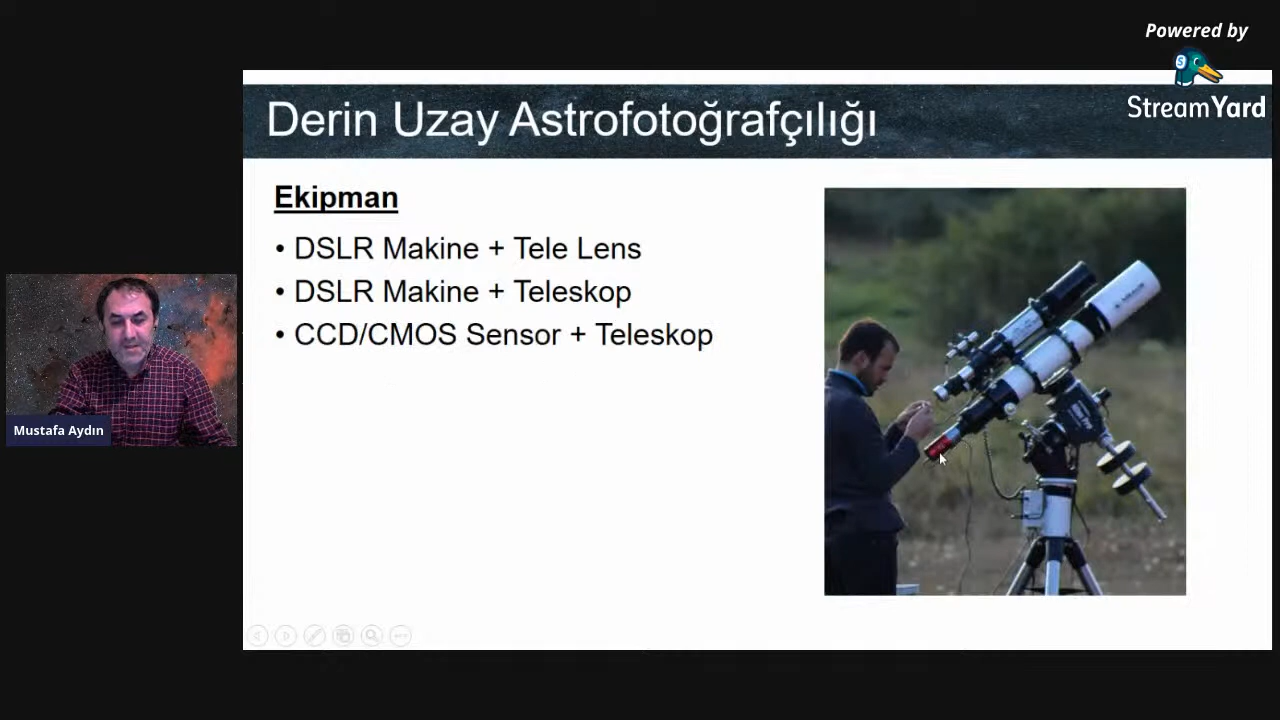 Powered by
StreamYard
Derin Uzay Astrofotoğrafçılığı
Ekipman
• DSLR Makine + Tele Lens
• DSLR Makine + Teleskop
• CCD/CMOS Sensor + Teleskop
Mustafa Aydın